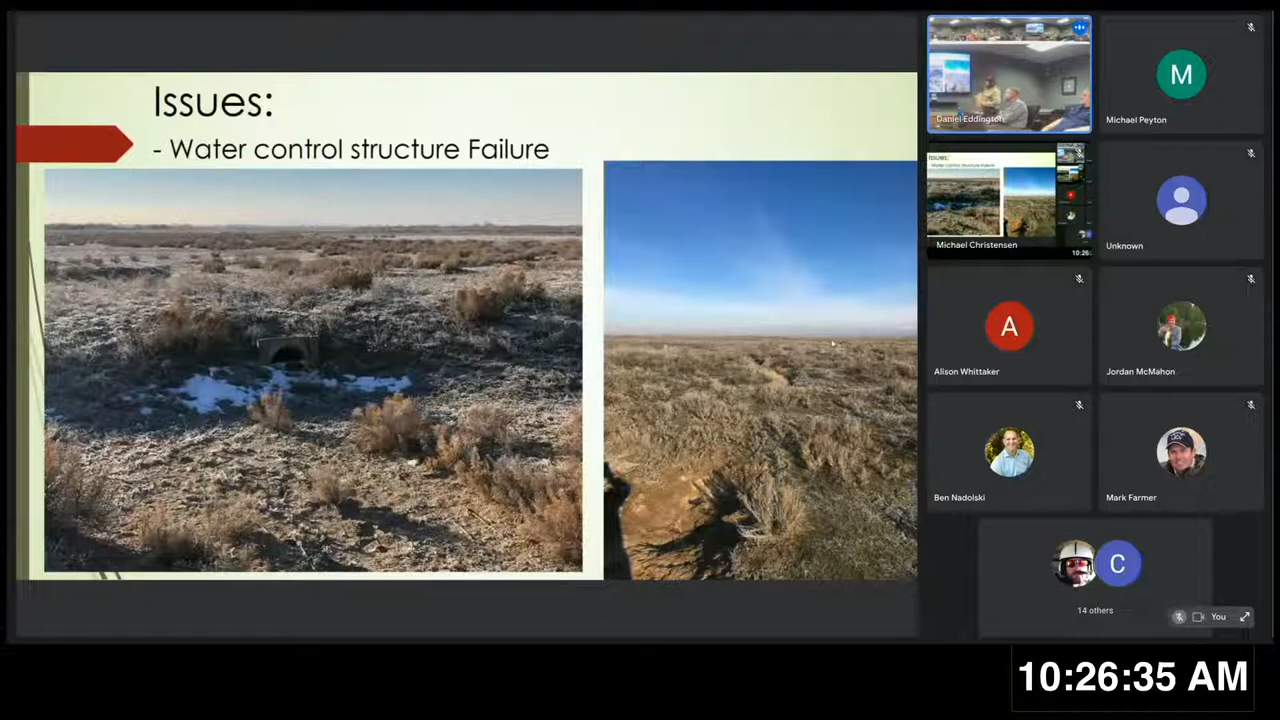 Issues:
- Water control structure Failure
Daniel Eddington
M
Michael Peyton
Issues:
Water control structure Failure
Michael Christensen
10:26:
Unknown
A
Alison Whittaker
Jordan McMahon
Ben Nadolski
Mark Farmer
C
14 others
You
10:26:35 AM